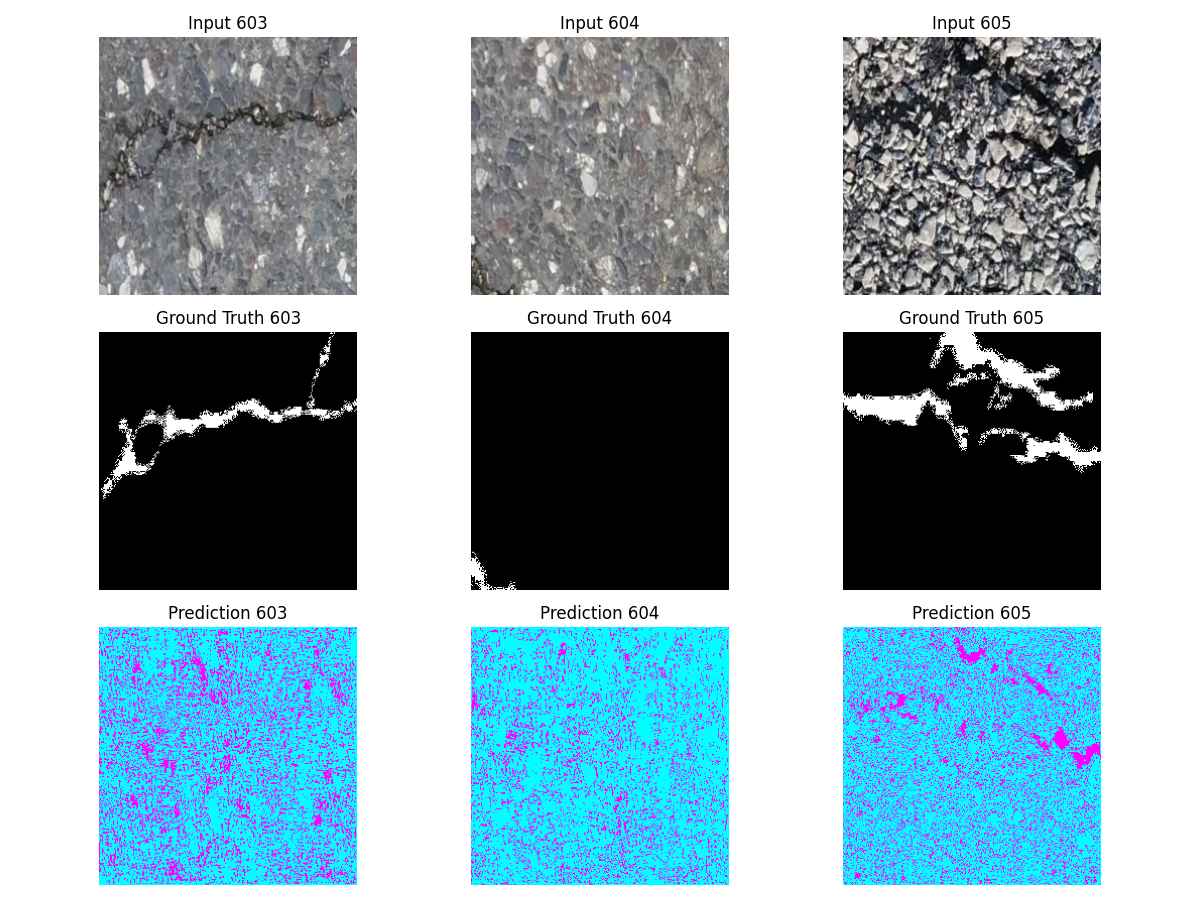 Input 603
Input 604
Input 605
Ground Truth 603
Ground Truth 604
Ground Truth 605
Prediction 603
Prediction 604
Prediction 605